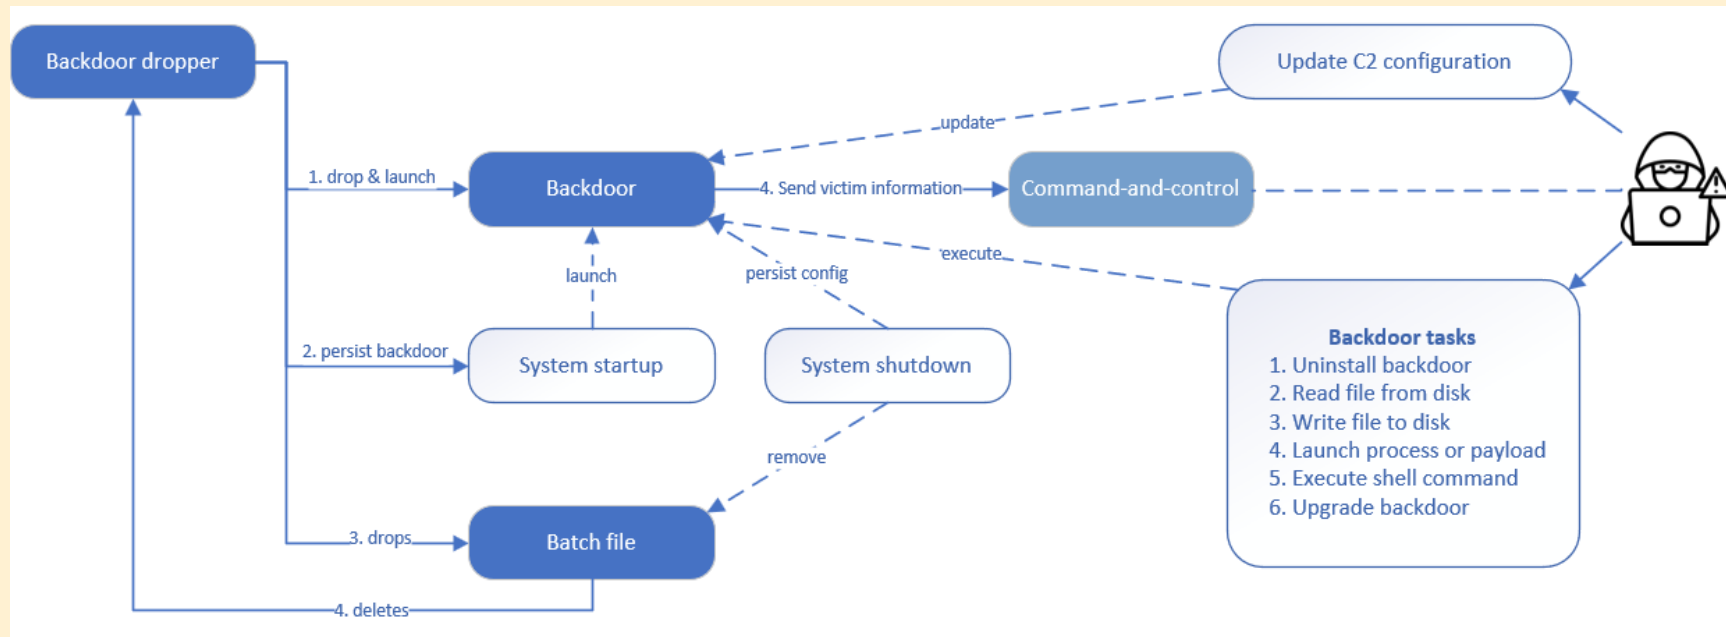 Backdoor dropper
Update C2 configuration
update
1. drop & launch
Backdoor
4. Send victim information
Command-and-control
execute
launch
persist config
2. persist backdoor
System startup
System shutdown
Backdoor tasks
1. Uninstall backdoor
2. Read file from disk
3. Write file to disk
4. Launch process or payload
5. Execute shell command
6. Upgrade backdoor
remove
3. drops
Batch file
4. deletes